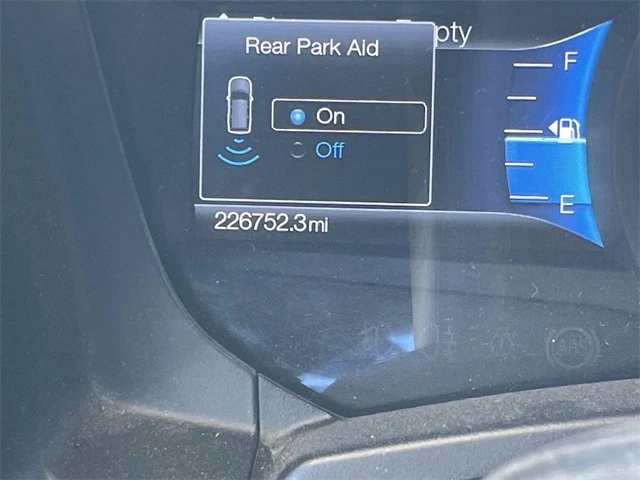 Rear Park Aid
On
Off
226752.3mi
F
E